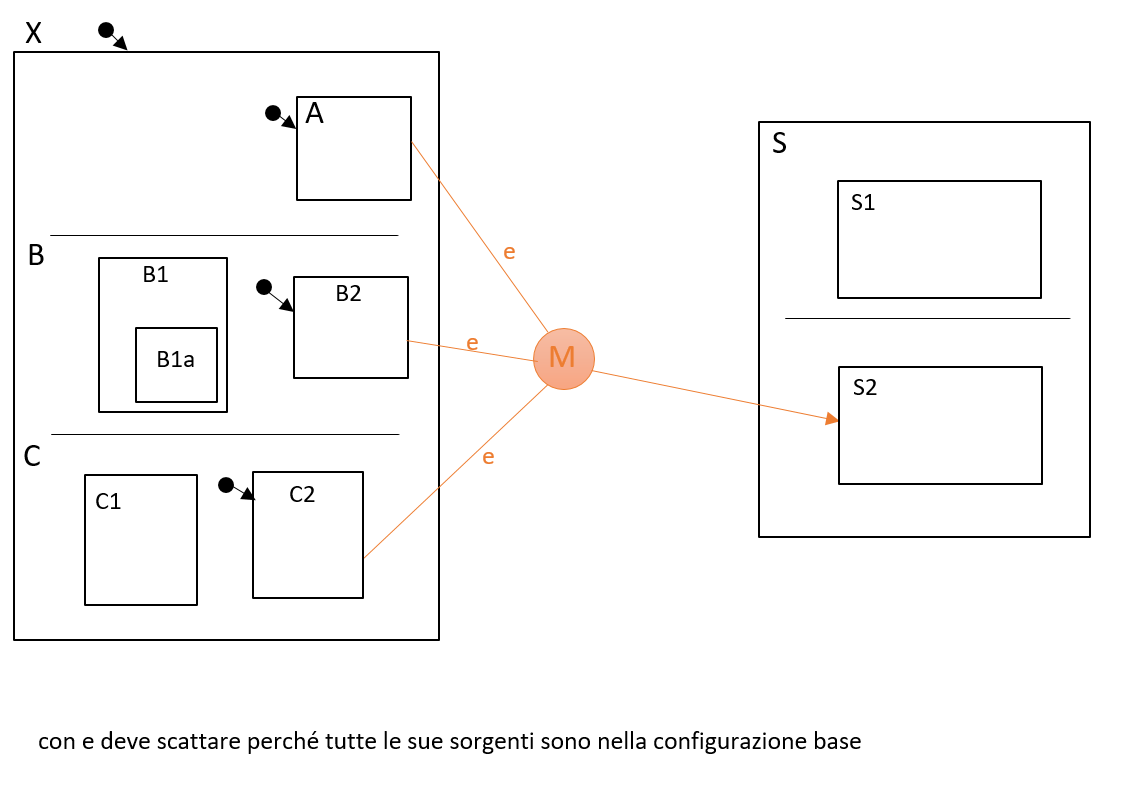 X
A
e
B
B1
B1a
B2
e
M
C
C1
C2
e
S
S1
S2
con e deve scattare perché tutte le sue sorgenti sono nella configurazione base